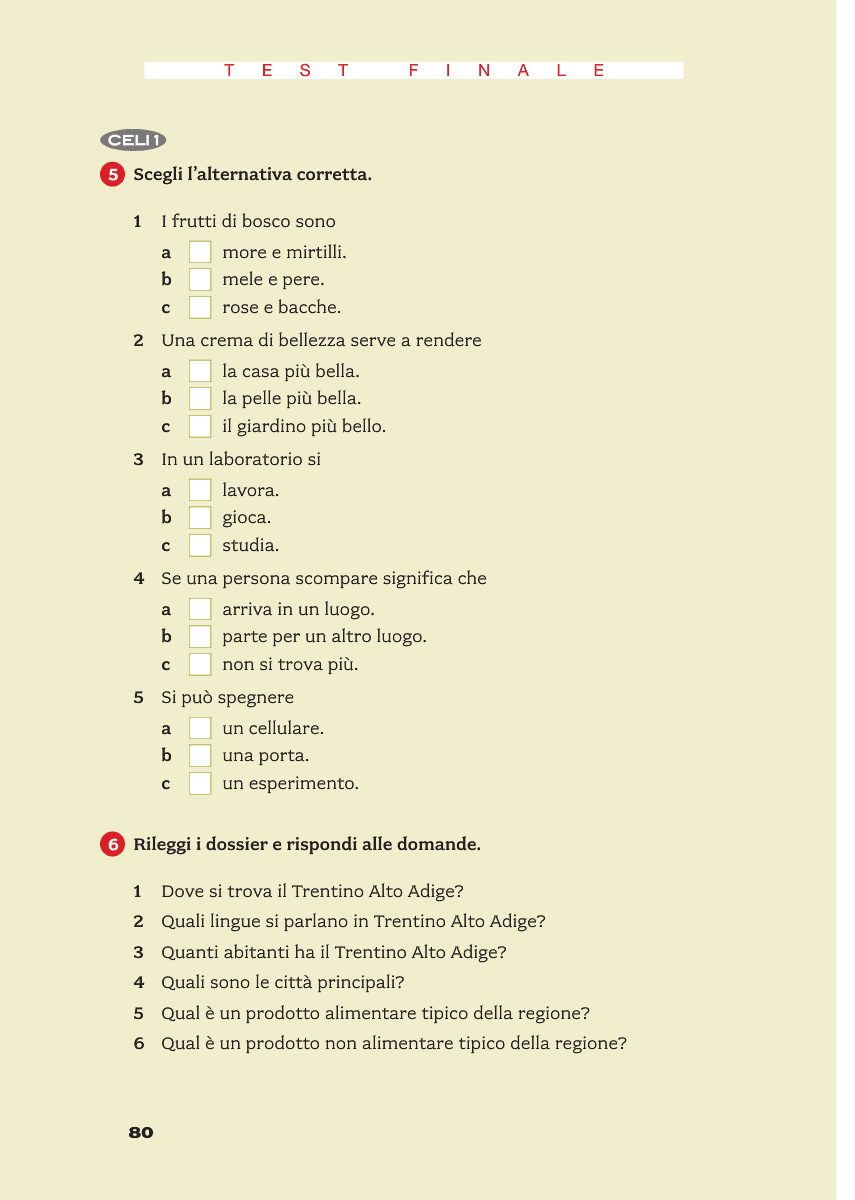 TEST FINALE
CELI 1
5 Scegli l'alternativa corretta.
1 I frutti di bosco sono
a more e mirtilli.
b mele e pere.
c rose e bacche.
2 Una crema di bellezza serve a rendere
a la casa più bella.
b la pelle più bella.
c il giardino più bello.
3 In un laboratorio si
a lavora.
b gioca.
c studia.
4 Se una persona scompare significa che
a arriva in un luogo.
b parte per un altro luogo.
c non si trova più.
5 Si può spegnere
a un cellulare.
b una porta.
c un esperimento.
6 Rileggi i dossier e rispondi alle domande.
1 Dove si trova il Trentino Alto Adige?
2 Quali lingue si parlano in Trentino Alto Adige?
3 Quanti abitanti ha il Trentino Alto Adige?
4 Quali sono le città principali?
5 Qual è un prodotto alimentare tipico della regione?
6 Qual è un prodotto non alimentare tipico della regione?
80